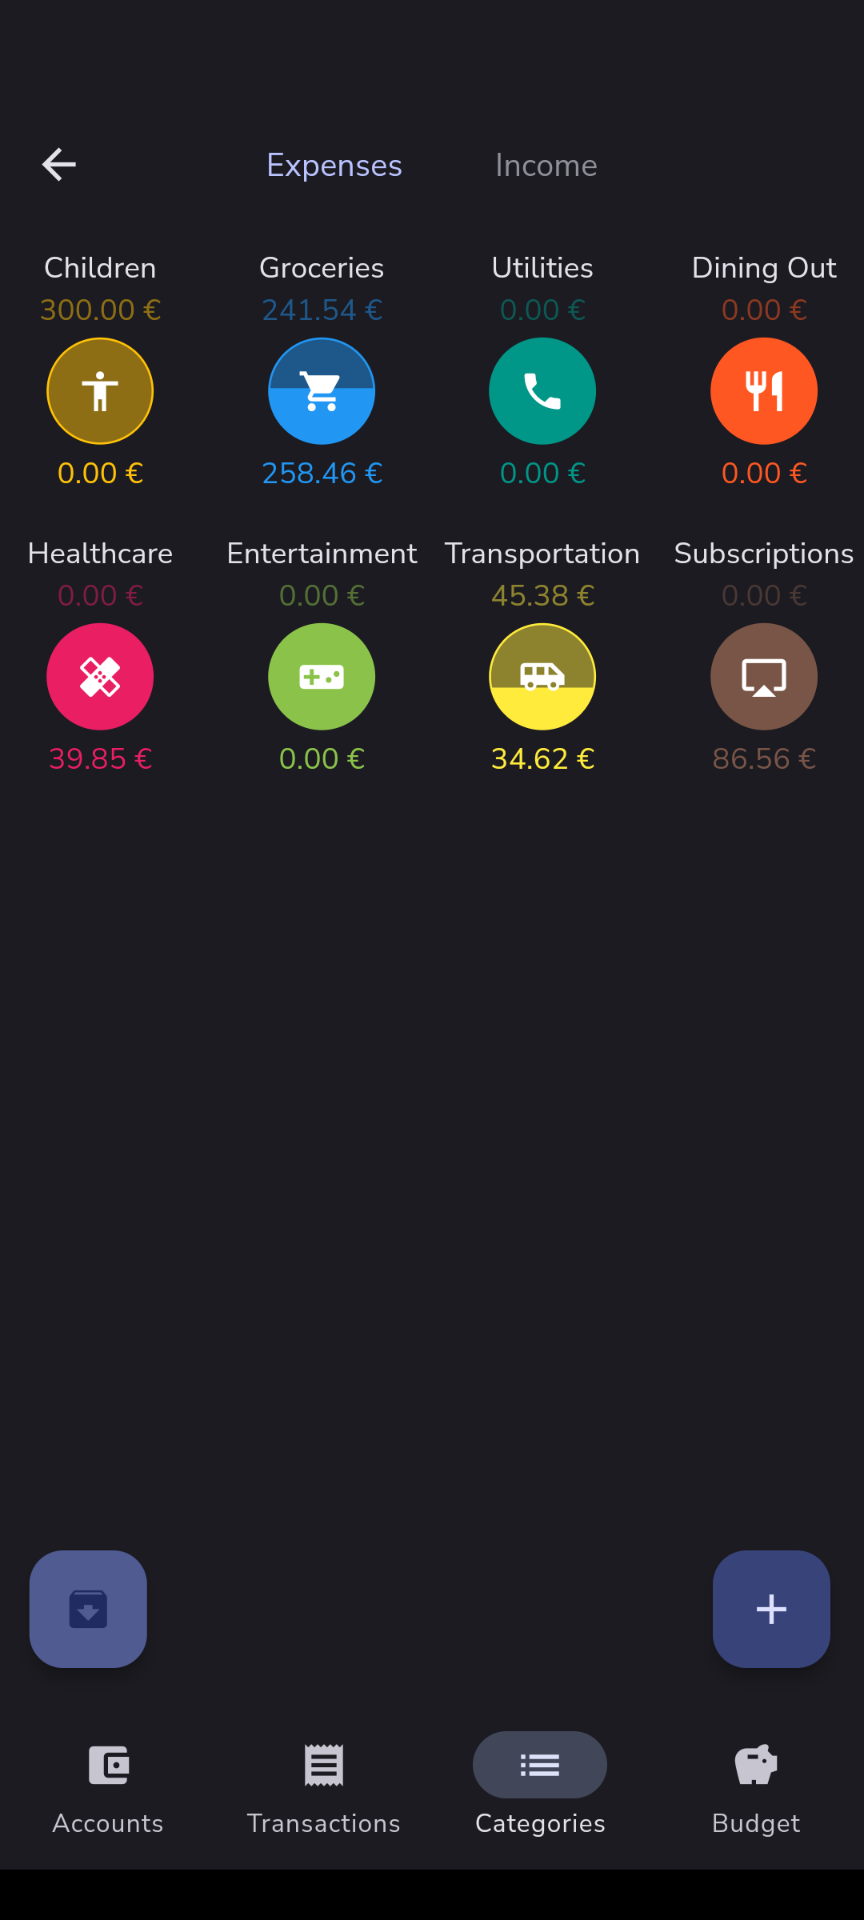 Expenses Income
Children Groceries Utilities Dining Out
300.00 € 241.54 € 0.00 € 0.00 €
0.00 € 258.46 € 0.00 € 0.00 €
Healthcare Entertainment Transportation Subscriptions
0.00 € 0.00 € 45.38 € 0.00 €
39.85 € 0.00 € 34.62 € 86.56 €
Accounts Transactions Categories Budget